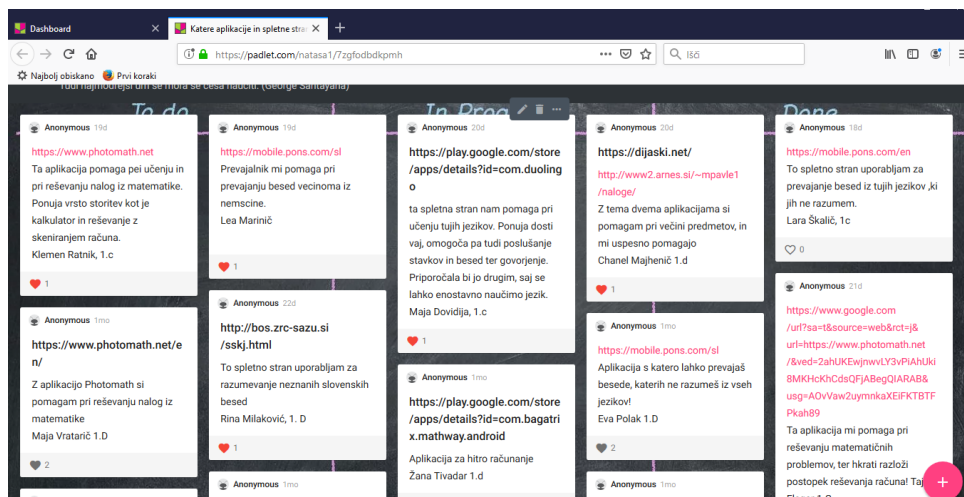 Dashboard
Katere aplikacije in spletne stra
https://padlet.com/natasa1/7zgfodbdkpmh
Išči
Najbolj obiskano
Prvi koraki
Tudi najmodrejši um se mora še česa naučiti. (George Santayana)
To do
In Prog
Done
Anonymous 19d
https://www.photomath.net
Ta aplikacija pomaga pei učenju in
pri reševanju nalog iz matematike.
Ponuja vrsto storitev kot je
kalkulator in reševanje z
skeniranjem računa.
Klemen Ratnik, 1.c
1
Anonymous 1mo
https://www.photomath.net/e
n/
Z aplikacijo Photomath si
pomagam pri reševanju nalog iz
matematike
Maja Vratarič 1.D
2
Anonymous 19d
https://mobile.pons.com/sl
Prevajalnik mi pomaga pri
prevajanju besed vecinoma iz
nemscine.
Lea Marinič
1
Anonymous 22d
http://bos.zrc-sazu.si
/sskj.html
To spletno stran uporabljam za
razumevanje neznanih slovenskih
besed
Rina Milaković, 1. D
1
Anonymous 1mo
Anonymous 20d
https://play.google.com/store
/apps/details?id=com.duoling
o
ta spletna stran nam pomaga pri
učenju tujih jezikov. Ponuja dosti
vaj, omogoča pa tudi poslušanje
stavkov in besed ter govorjenje.
Priporočala bi jo drugim, saj se
lahko enostavno naučimo jezik.
Maja Dovidija, 1.c
1
Anonymous 1mo
https://play.google.com/store
/apps/details?id=com.bagatri
x.mathway.android
Aplikacija za hitro računanje
Žana Tivadar 1.d
Anonymous 20d
https://dijaski.net/
http://www2.arnes.si/~mpavle1
/naloge/
Z tema dvema aplikacijama si
pomagam pri večini predmetov, in
mi uspesno pomagajo
Chanel Majhenič 1.d
1
Anonymous 1mo
https://mobile.pons.com/sl
Aplikacija s katero lahko prevajaš
besede, katerih ne razumeš iz vseh
jezikov!
Eva Polak 1.D
2
Anonymous 1mo
Anonymous 18d
https://mobile.pons.com/en
To spletno stran uporabljam za
prevajanje besed iz tujih jezikov ,ki
jih ne razumem.
Lara Škalič, 1c
0
Anonymous 21d
https://www.google.com
/url?sa=t&source=web&rct=j&
url=https://www.photomath.net
/&ved=2ahUKEwjnwvLY3vPiAhUki
8MKHcKhCdsQFjABegQIARAB&
usg=AOvVaw2uymnkaXEiFKTBTF
Pkah89
Ta aplikacija mi pomaga pri
reševanju matematičnih
problemov, ter hkrati razloži
postopek reševanja računa! Taj